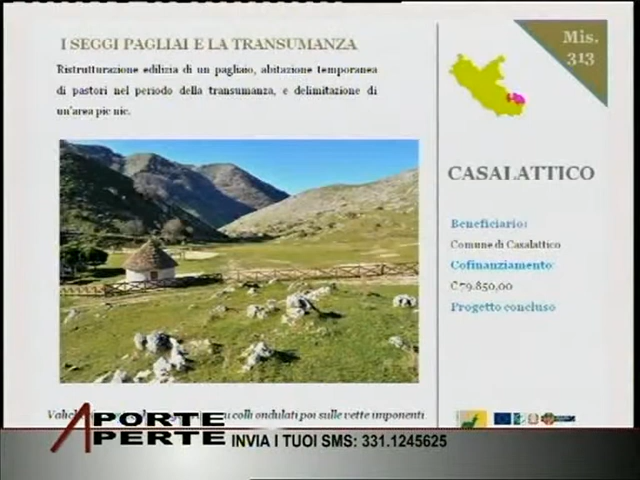 I SEGGI PAGLIAI E LA TRANSUMANZA
Ristrutturazione edilizia di un pagliaio, abitazione temporanea
di pastori nel periodo della transumanza, e delimitazione di
un'area pic nic.
Mis.
313
CASALATTICO
Beneficiario:
Comune di Casalattico
Cofinanziamento:
€ 79.850,00
Progetto concluso
colli ondulati poi sulle vette imponenti
APORTE
APERTE
INVIA I TUOI SMS: 331.1245625